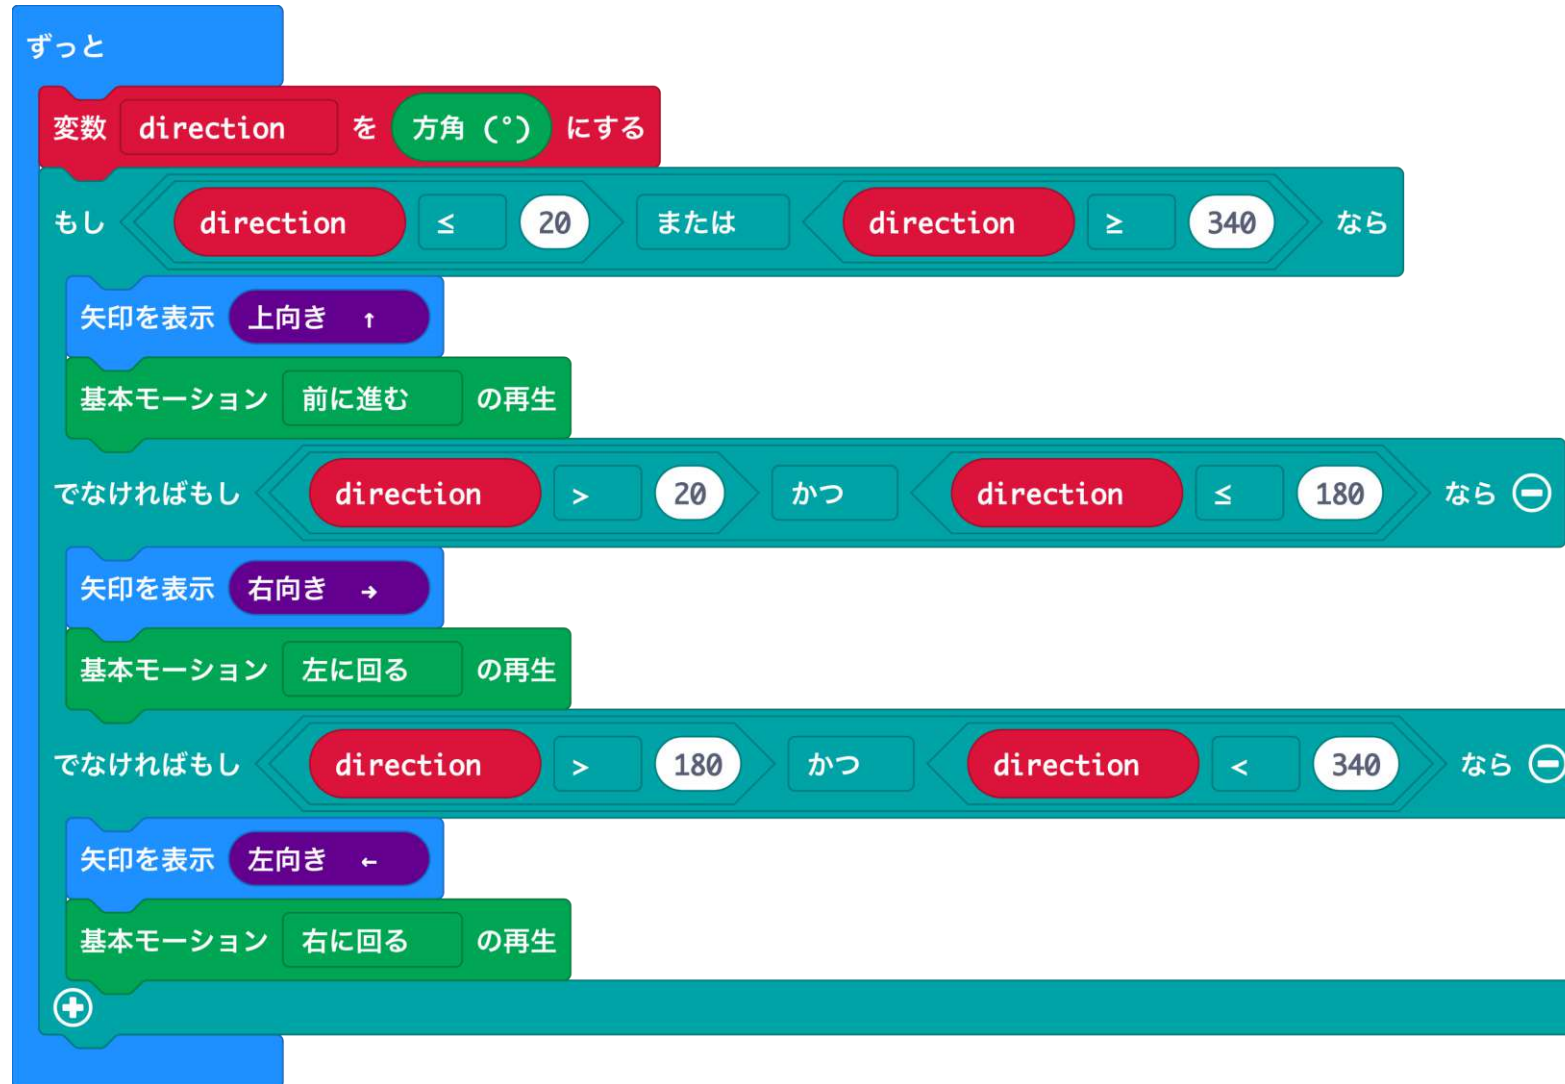 ずっと
変数 direction を 方角 (°) にする
もし direction ≤ 20 または direction ≥ 340 なら
矢印を表示 上向き ↑
基本モーション 前に進む の再生
でなければもし direction > 20 かつ direction ≤ 180 なら
矢印を表示 右向き →
基本モーション 左に回る の再生
でなければもし direction > 180 かつ direction < 340 なら
矢印を表示 左向き ←
基本モーション 右に回る の再生